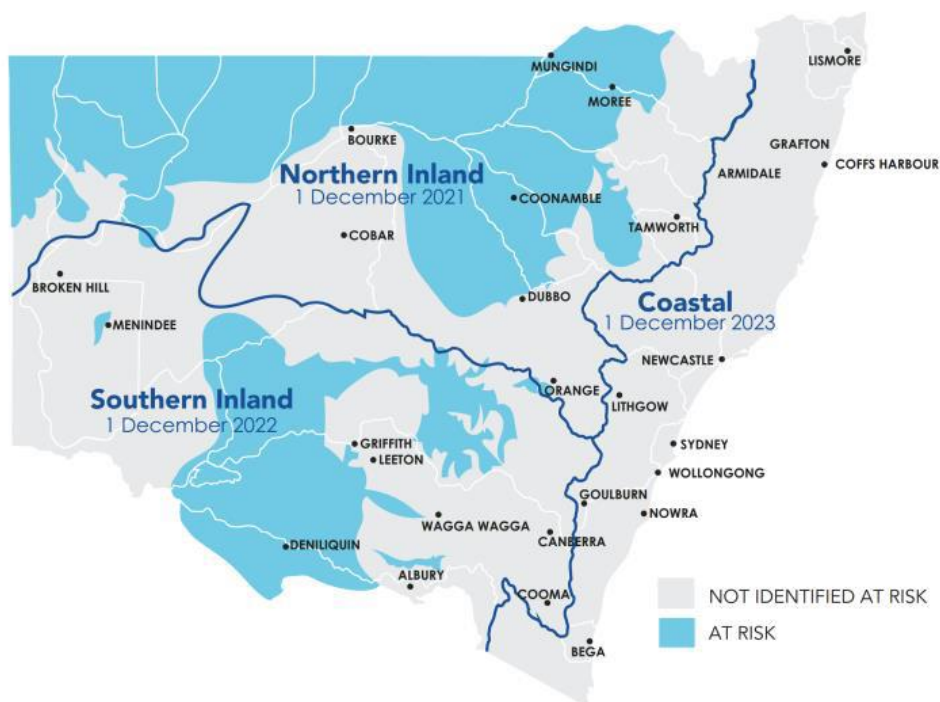 MUNGINDI
LISMORE
MOREE
BOURKE
GRAFTON
COFFS HARBOUR
Northern Inland
1 December 2021
ARMIDALE
COONAMBLE
TAMWORTH
COBAR
BROKEN HILL
DUBBO
Coastal
1 December 2023
MENINDEE
NEWCASTLE
ORANGE
LITHGOW
Southern Inland
1 December 2022
GRIFFITH
LEETON
SYDNEY
WOLLONGONG
GOULBURN
NOWRA
WAGGA WAGGA
CANBERRA
DENILIQUIN
ALBURY
COOMA
BEGA
NOT IDENTIFIED AT RISK
AT RISK